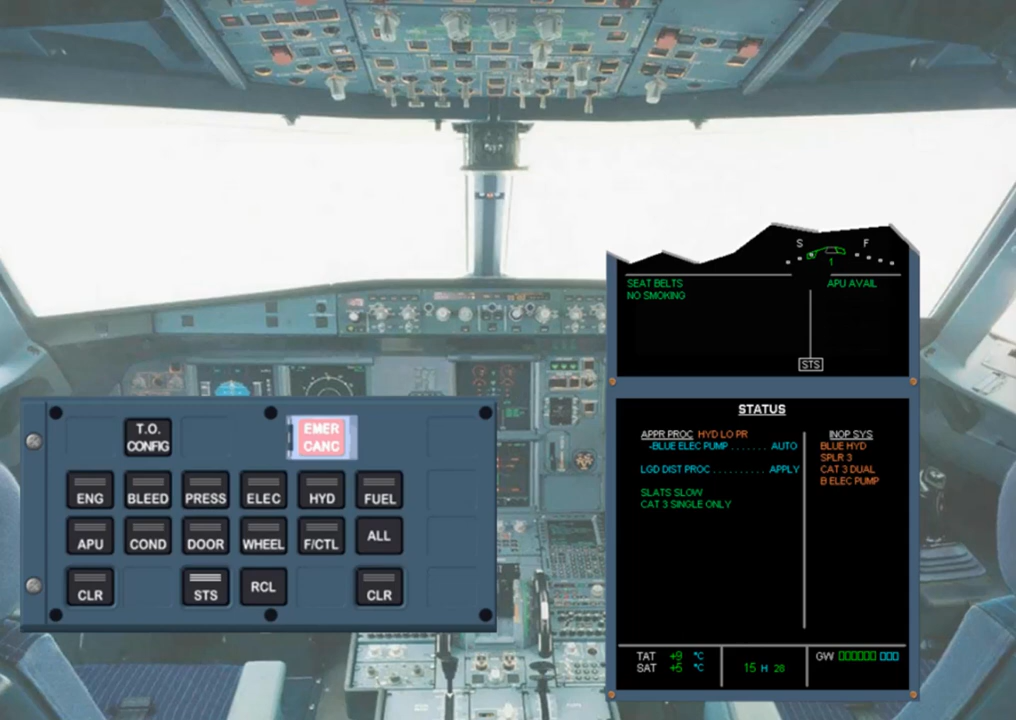 S F
1
SEAT BELTS APU AVAIL
NO SMOKING
STS
T.O.
CONFIG
EMER
CANC
ENG BLEED PRESS ELEC HYD FUEL
APU COND DOOR WHEEL F/CTL ALL
CLR STS RCL CLR
STATUS
APPR PROC HYD LO PR INOP SYS
-BLUE ELEC PUMP ....... AUTO BLUE HYD
SPLR 3
LGD DIST PROC .......... APPLY CAT 3 DUAL
B ELEC PUMP
SLATS SLOW
CAT 3 SINGLE ONLY
TAT +9 °C GW
SAT +5 °C 15 H 28